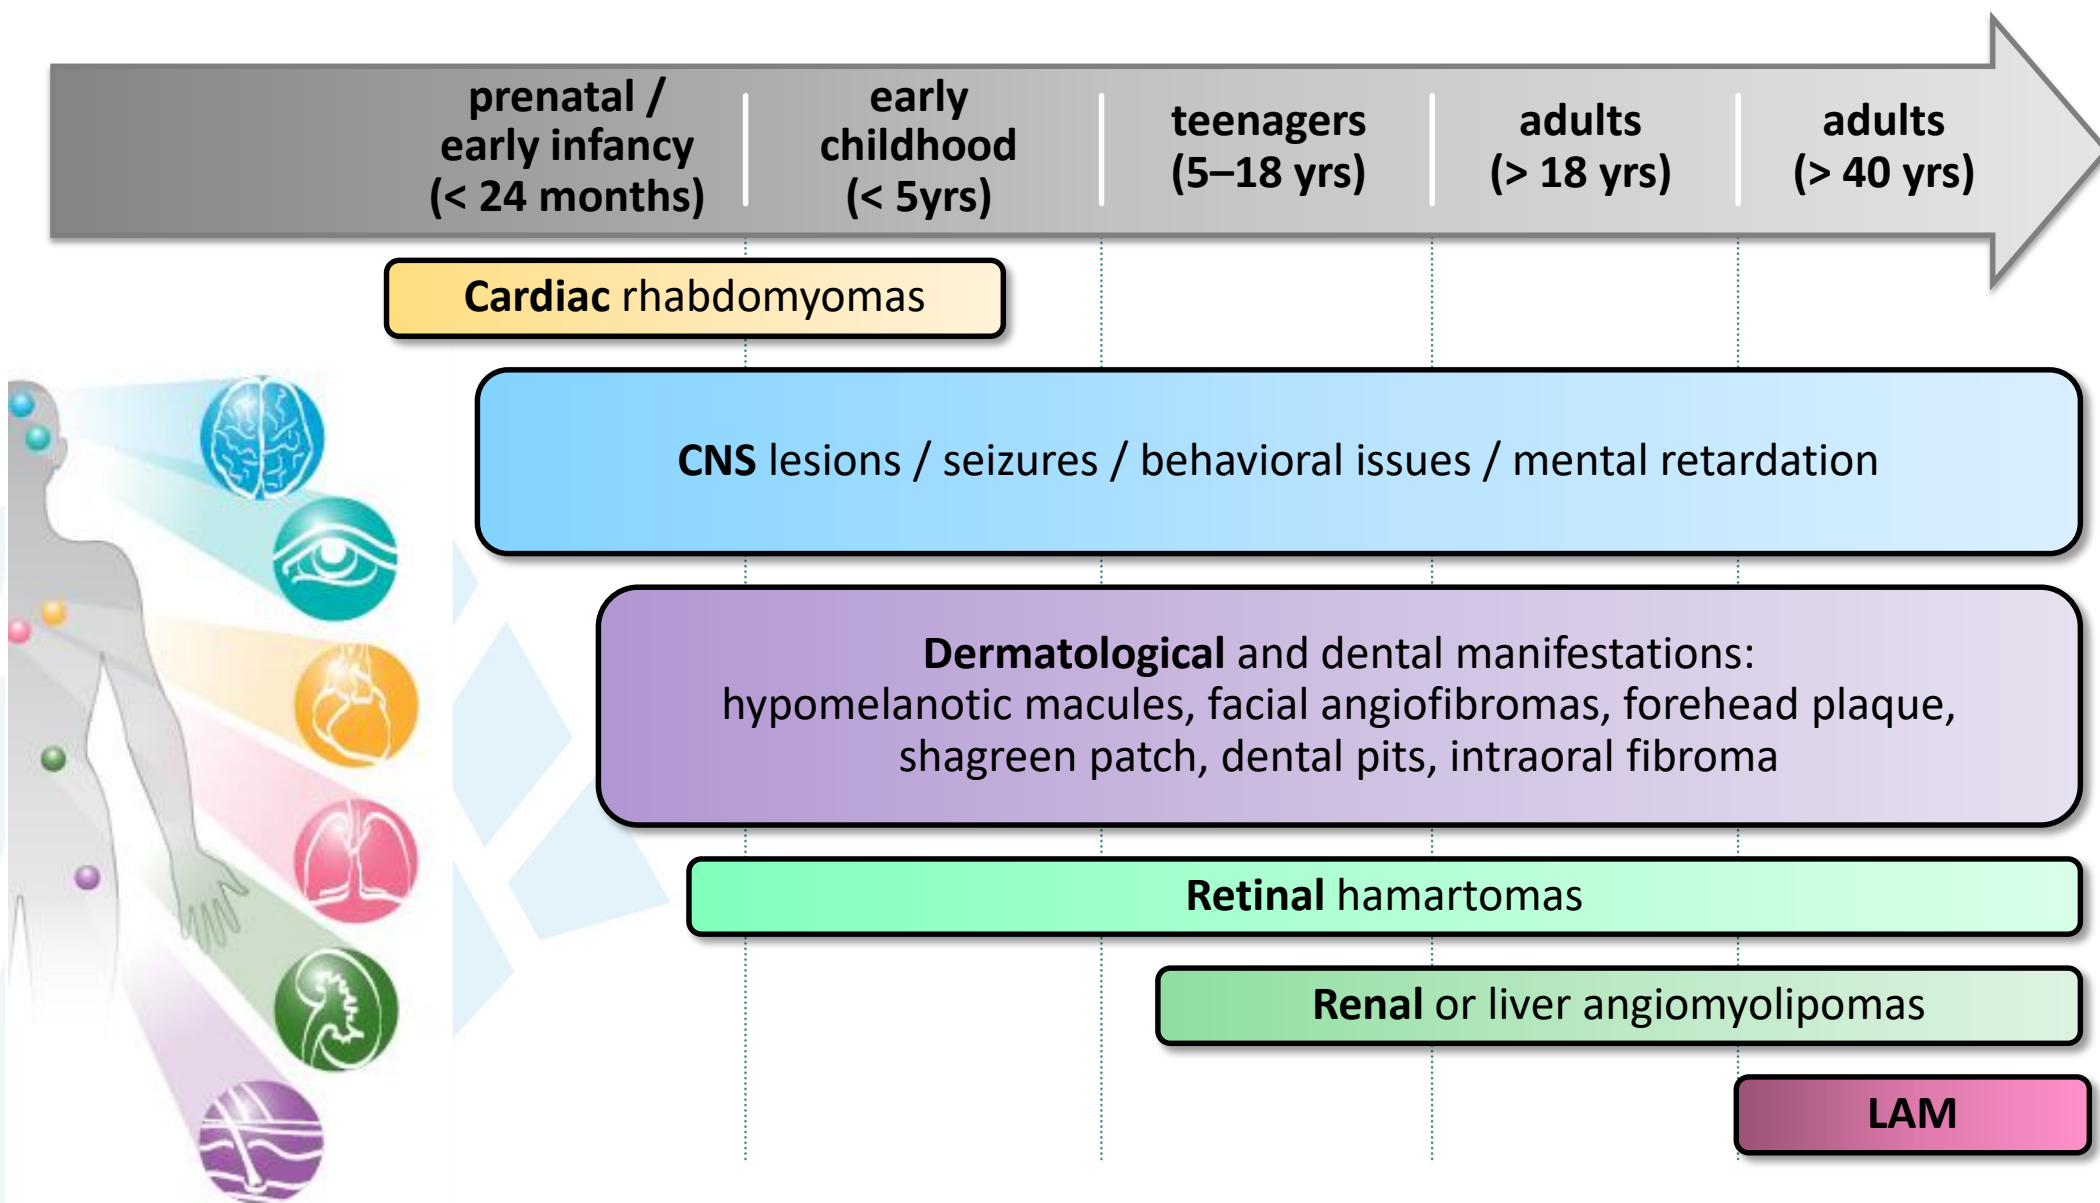 prenatal /
early infancy
(< 24 months)
early
childhood
(< 5yrs)
teenagers
(5–18 yrs)
adults
(> 18 yrs)
adults
(> 40 yrs)
Cardiac rhabdomyomas
CNS lesions / seizures / behavioral issues / mental retardation
Dermatological and dental manifestations:
hypomelanotic macules, facial angiofibromas, forehead plaque,
shagreen patch, dental pits, intraoral fibroma
Retinal hamartomas
Renal or liver angiomyolipomas
LAM